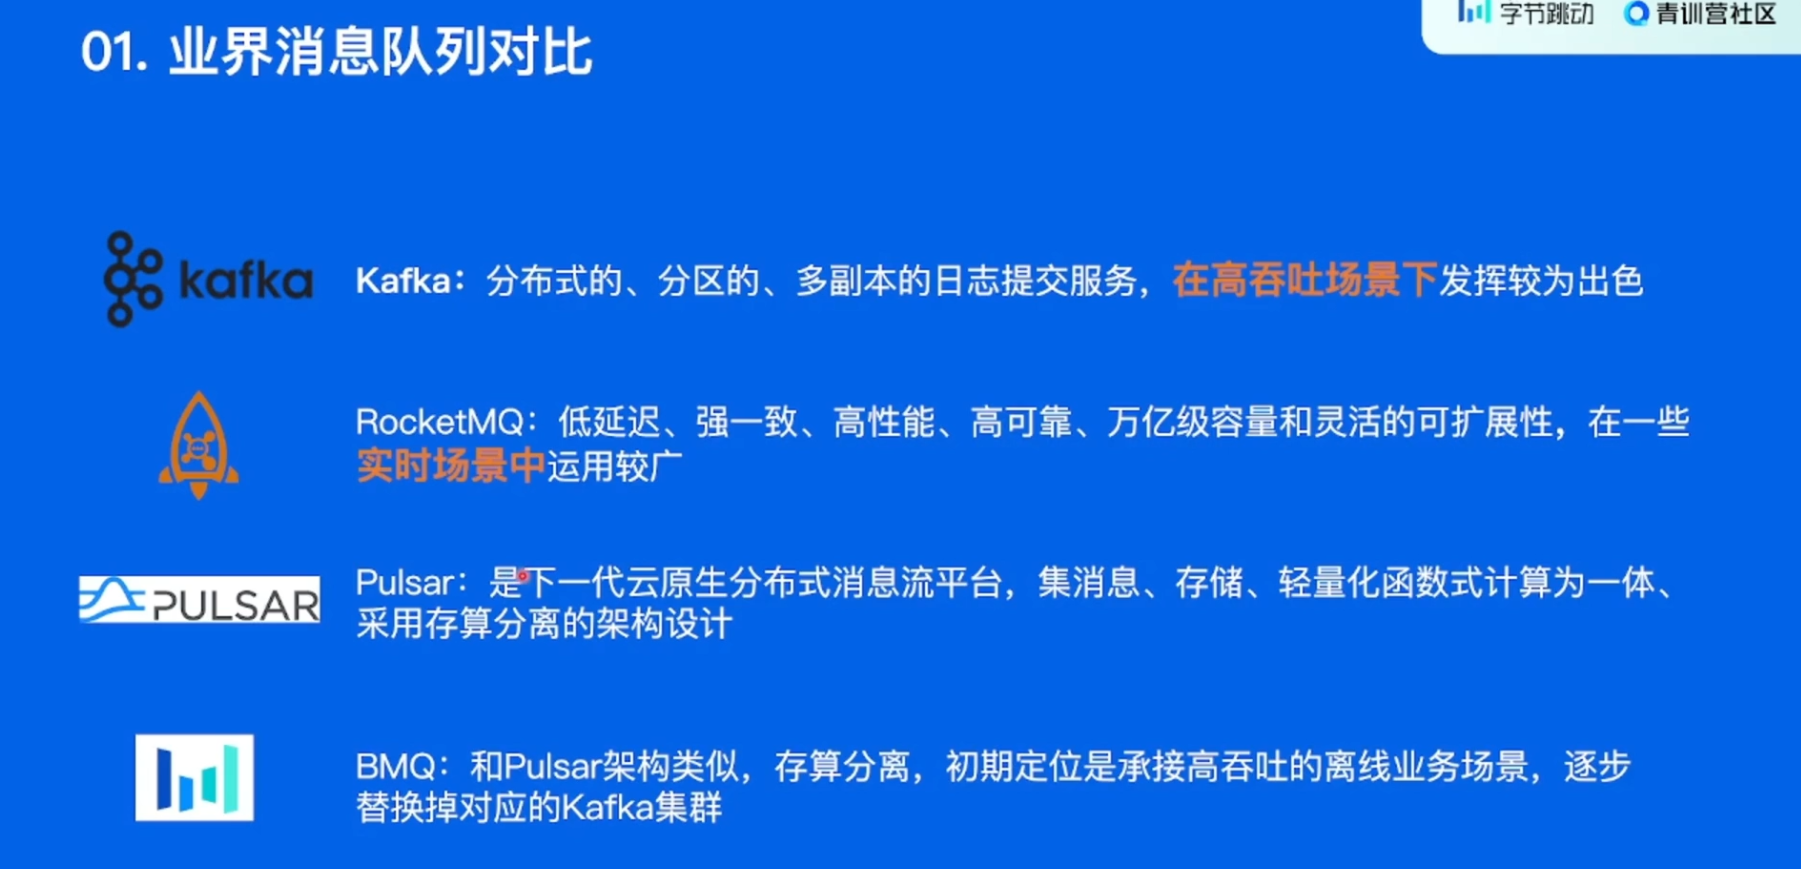 字节跳动 青训营社区
01. 业界消息队列对比
kafka
Kafka：分布式的、分区的、多副本的日志提交服务，在高吞吐场景下发挥较为出色
RocketMQ：低延迟、强一致、高性能、高可靠、万亿级容量和灵活的可扩展性，在一些
实时场景中运用较广
PULSAR
Pulsar：是下一代云原生分布式消息流平台，集消息、存储、轻量化函数式计算为一体、
采用存算分离的架构设计
BMQ：和Pulsar架构类似，存算分离，初期定位是承接高吞吐的离线业务场景，逐步
替换掉对应的Kafka集群